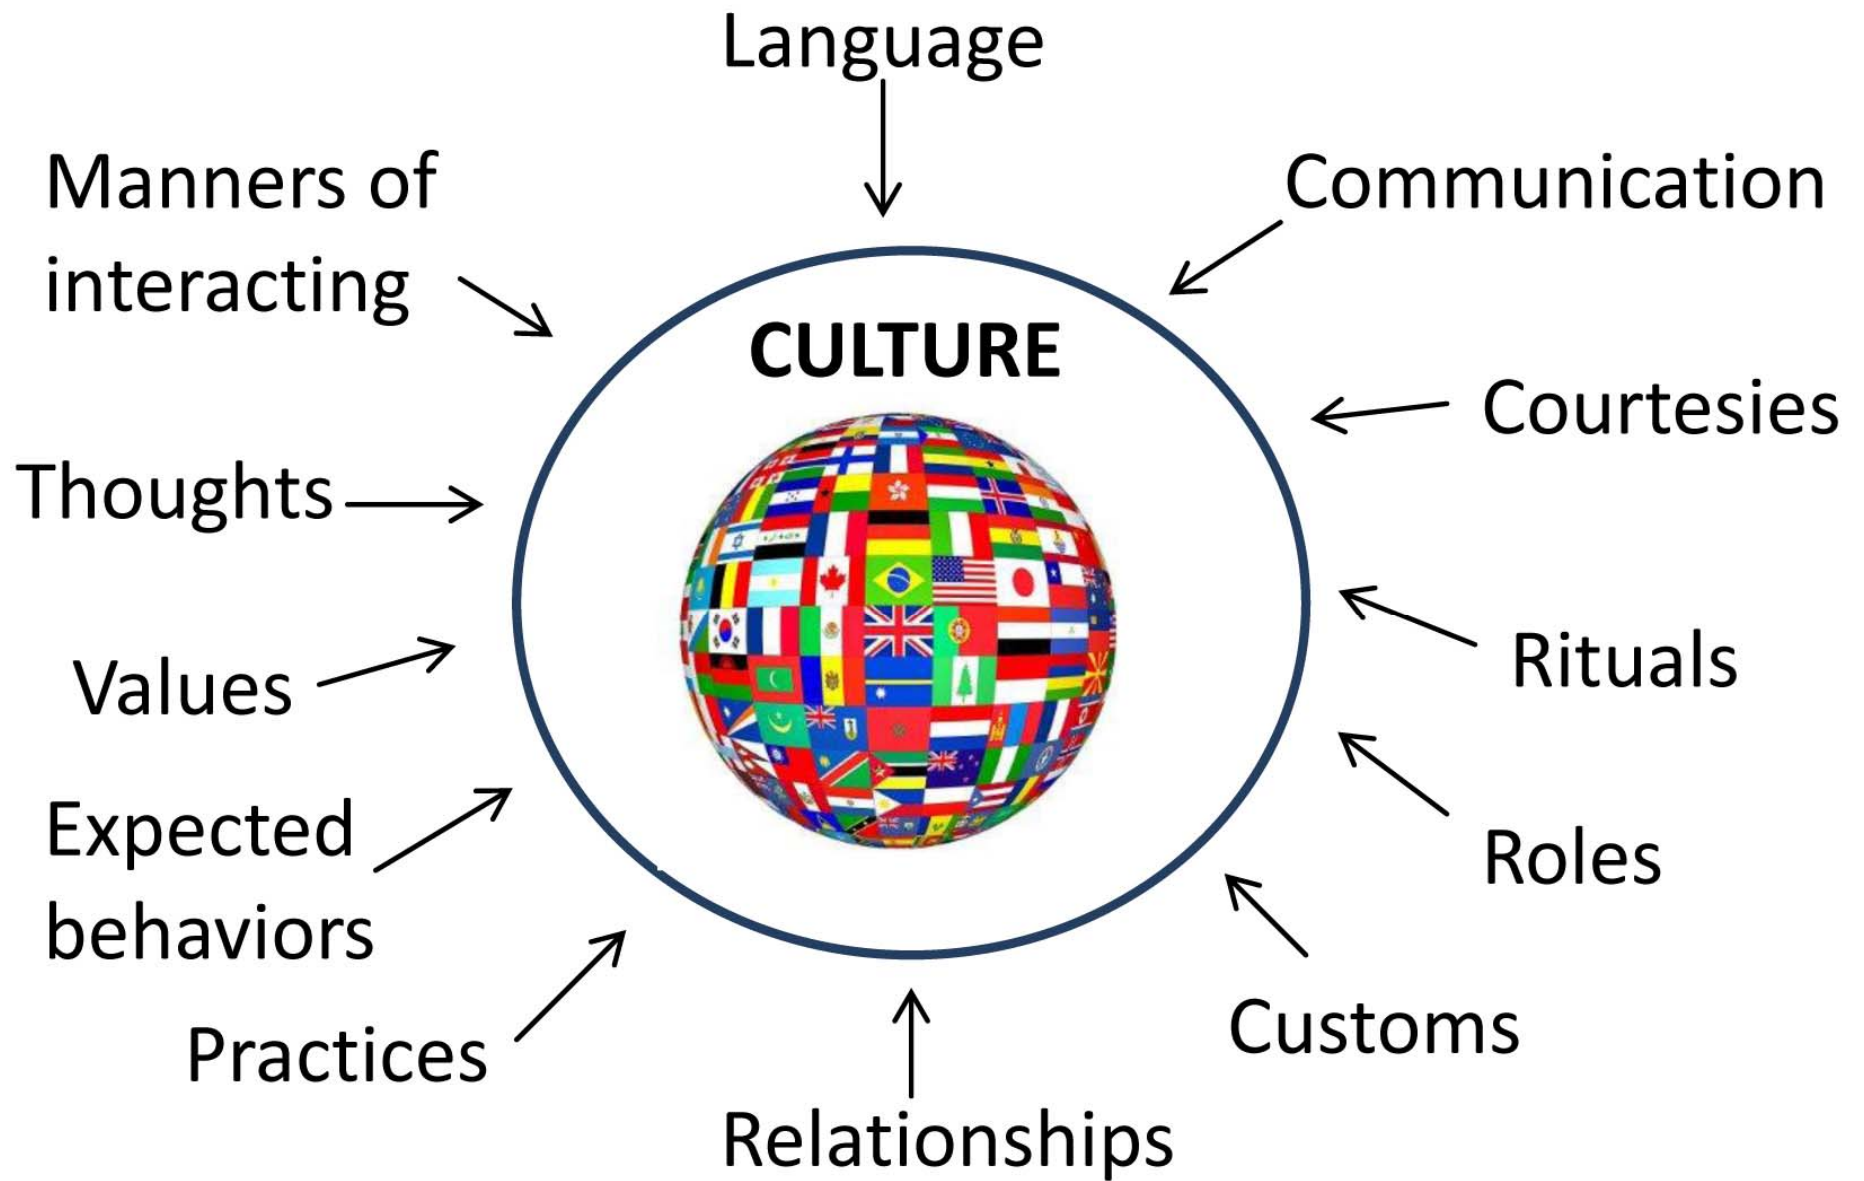 Language
Communication
Manners of
interacting
CULTURE
Courtesies
Thoughts
Values
Rituals
Expected
behaviors
Roles
Practices
Customs
Relationships